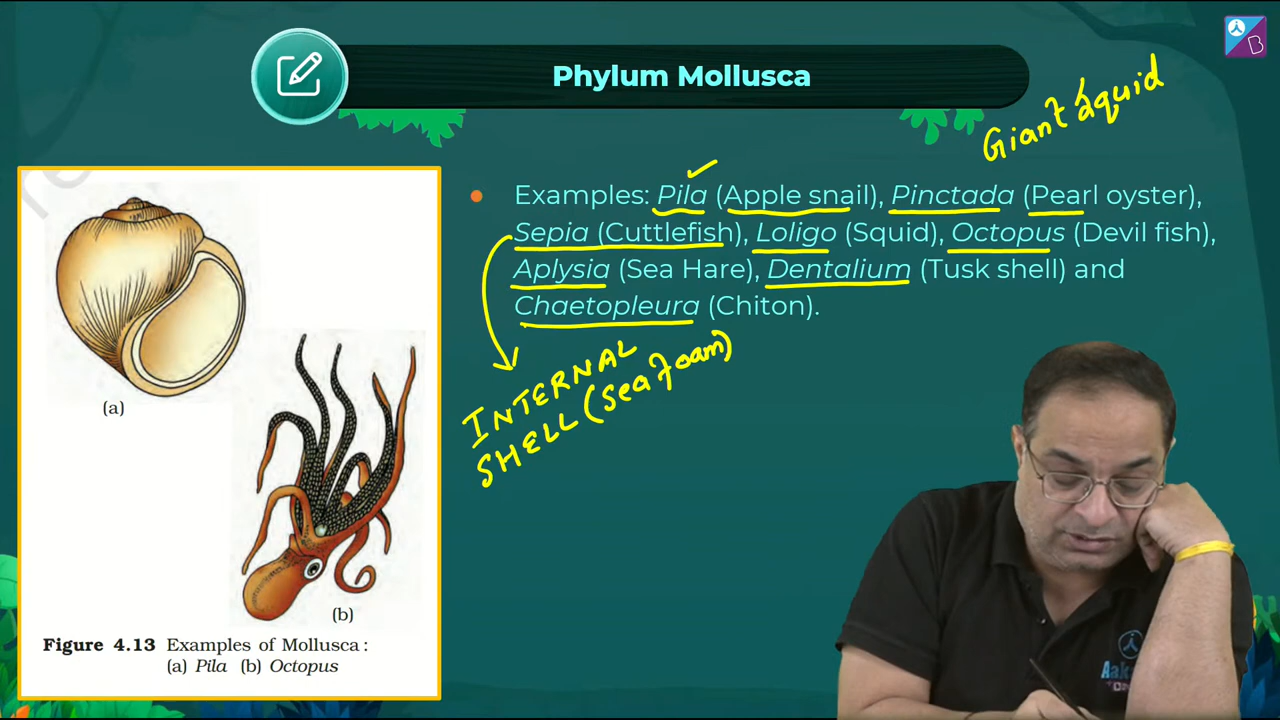 Phylum Mollusca
Giant squid
Examples: Pila (Apple snail), Pinctada (Pearl oyster),
Sepia (Cuttlefish), Loligo (Squid), Octopus (Devil fish),
Aplysia (Sea Hare), Dentalium (Tusk shell) and
Chaetopleura (Chiton).
INTERNAL
SHELL (Sea foam)
(a)
(b)
Figure 4.13 Examples of Mollusca :
(a) Pila (b) Octopus
B